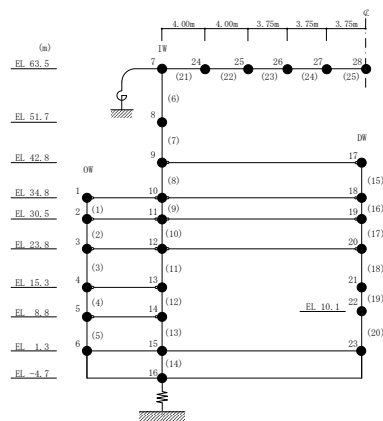 ℄
4.00m 4.00m 3.75m 3.75m 3.75m
(m) IW
EL 63.5 7 24 25 26 27 28
(21) (22) (23) (24) (25)
(6)
EL 51.7 8
(7)
DW
EL 42.8 9 17
OW (8) (15)
EL 34.8 1 10 18
(1) (9) (16)
EL 30.5 2 11 19
(2) (10) (17)
EL 23.8 3 12 20
(3) (11) (18)
EL 15.3 4 13 21
(4) (12) EL 10.1 22 (19)
EL 8.8 5 14
(5) (13) (20)
EL 1.3 6 15 23
(14)
EL -4.7 16